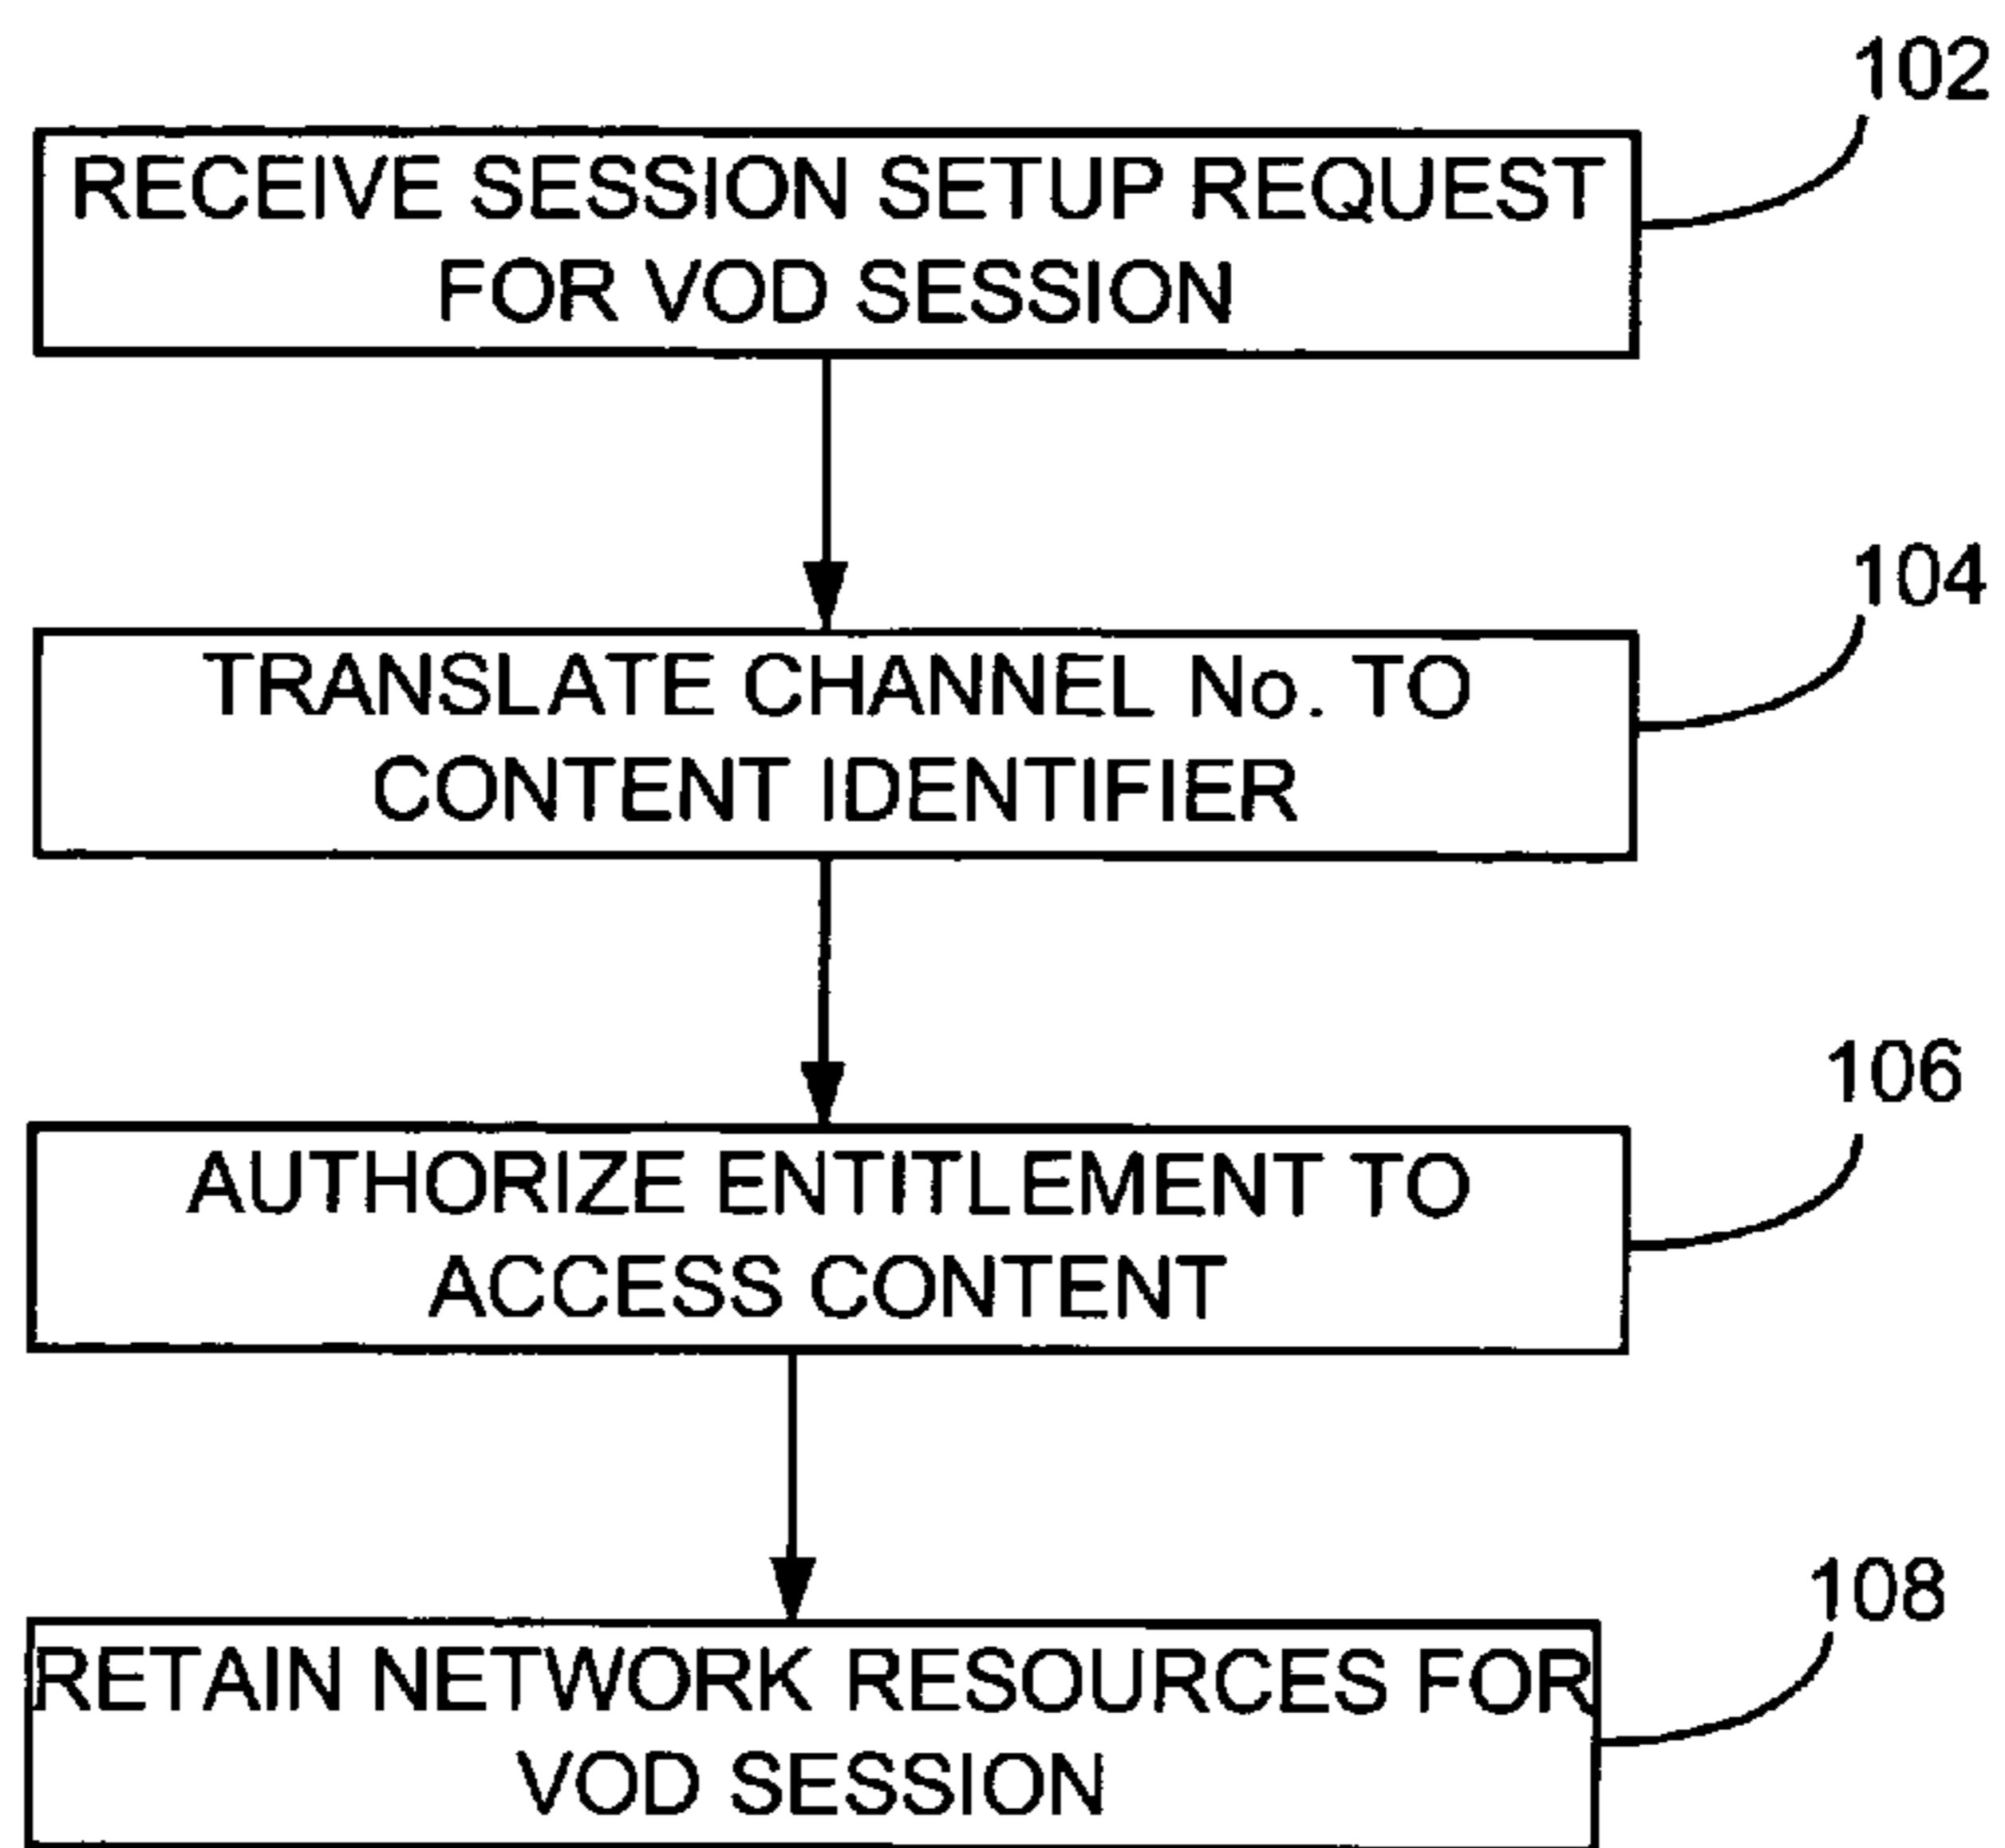 102
RECEIVE SESSION SETUP REQUEST
FOR VOD SESSION
104
TRANSLATE CHANNEL No. TO
CONTENT IDENTIFIER
106
AUTHORIZE ENTITLEMENT TO
ACCESS CONTENT
108
RETAIN NETWORK RESOURCES FOR
VOD SESSION